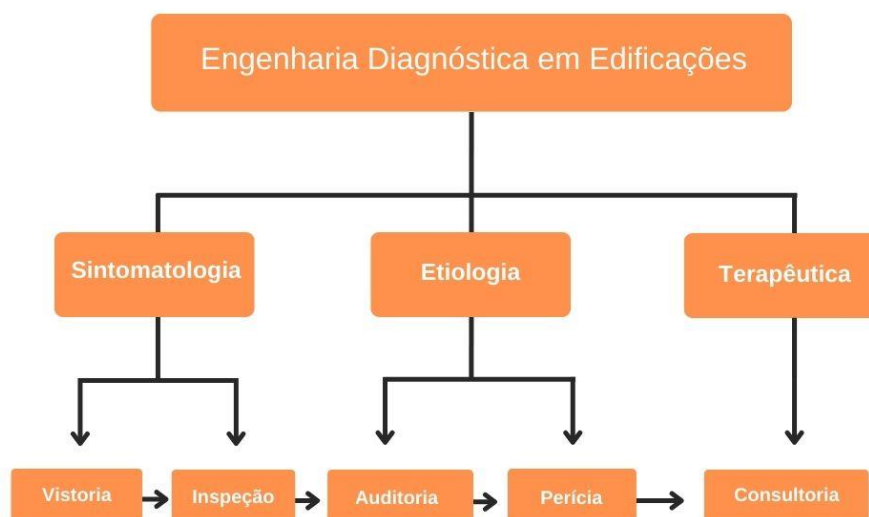 Engenharia Diagnóstica em Edificações
Sintomatologia
Etiologia
Terapêutica
Vistoria
Inspeção
Auditoria
Perícia
Consultoria